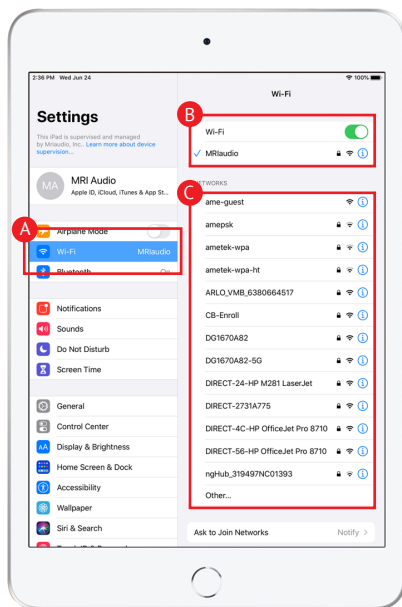 2:36 PM Wed Jun 24
100%
Settings
This iPad is supervised and managed
by Mriaudio, Inc.. Learn more about device
supervision...
MA
MRI Audio
Apple ID, iCloud, iTunes & App St...
A
Airplane Mode
Wi-Fi MRIaudio
Bluetooth On
Notifications
Sounds
Do Not Disturb
Screen Time
General
Control Center
AA Display & Brightness
Home Screen & Dock
Accessibility
Wallpaper
Siri & Search
Wi-Fi
B
Wi-Fi
MRIaudio
C
NETWORKS
ame-guest
amepsk
ametek-wpa
ametek-wpa-ht
ARLO_VMB_6380664517
CB-Enroll
DG1670A82
DG1670A82-5G
DIRECT-24-HP M281 LaserJet
DIRECT-2731A775
DIRECT-4C-HP OfficeJet Pro 8710
DIRECT-56-HP OfficeJet Pro 8710
ngHub_319497NC01393
Other...
Ask to Join Networks Notify